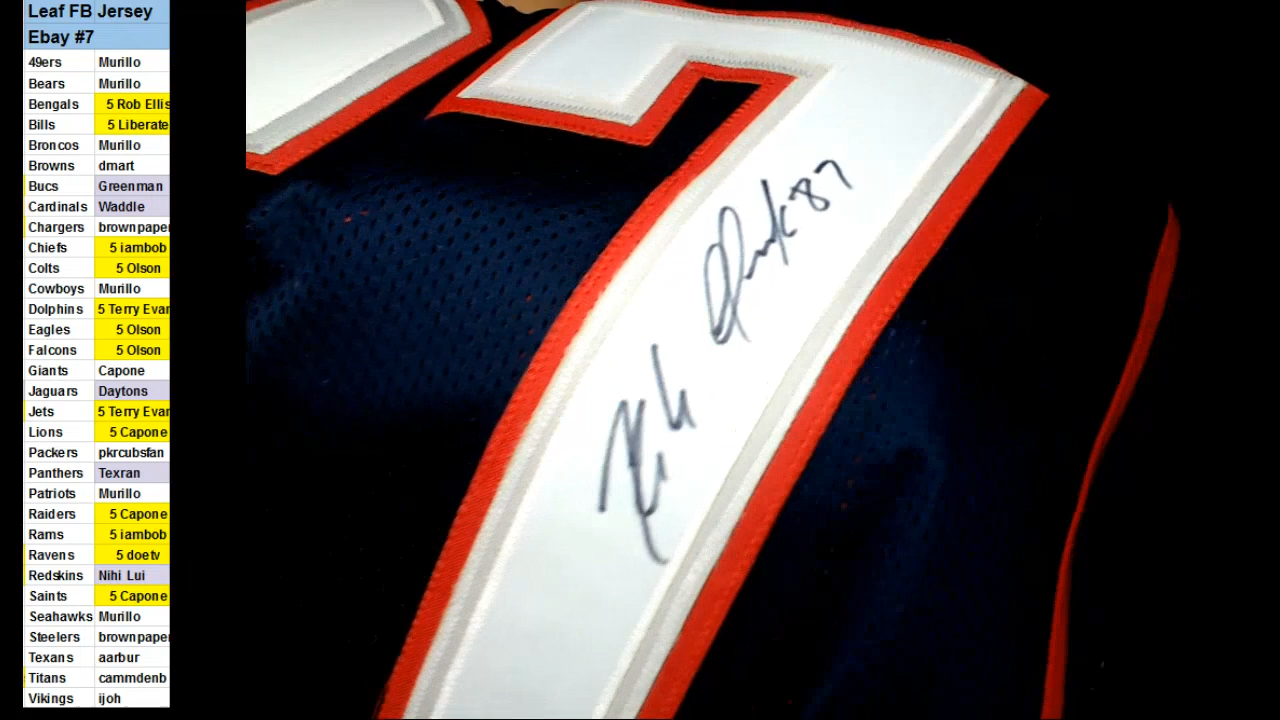 Leaf FB Jersey
Ebay #7
49ers Murillo
Bears Murillo
Bengals 5 Rob Ellis
Bills 5 Liberate
Broncos Murillo
Browns dmart
Bucs Greenman
Cardinals Waddle
Chargers brownpaper
Chiefs 5 iambob
Colts 5 Olson
Cowboys Murillo
Dolphins 5 Terry Evan
Eagles 5 Olson
Falcons 5 Olson
Giants Capone
Jaguars Daytons
Jets 5 Terry Evan
Lions 5 Capone
Packers pkrcubsfan
Panthers Texran
Patriots Murillo
Raiders 5 Capone
Rams 5 iambob
Ravens 5 doetv
Redskins Nihi Lui
Saints 5 Capone
Seahawks Murillo
Steelers brownpaper
Texans aarbur
Titans cammdenb
Vikings ijoh
87